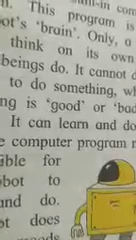 This program is
ot's 'brain'. Only, o
think on its own
beings do. It cannot
to do something, wh
ng is 'good' or 'bad
It can learn and do
e computer program r
ible for
bot to
and do.
ot does